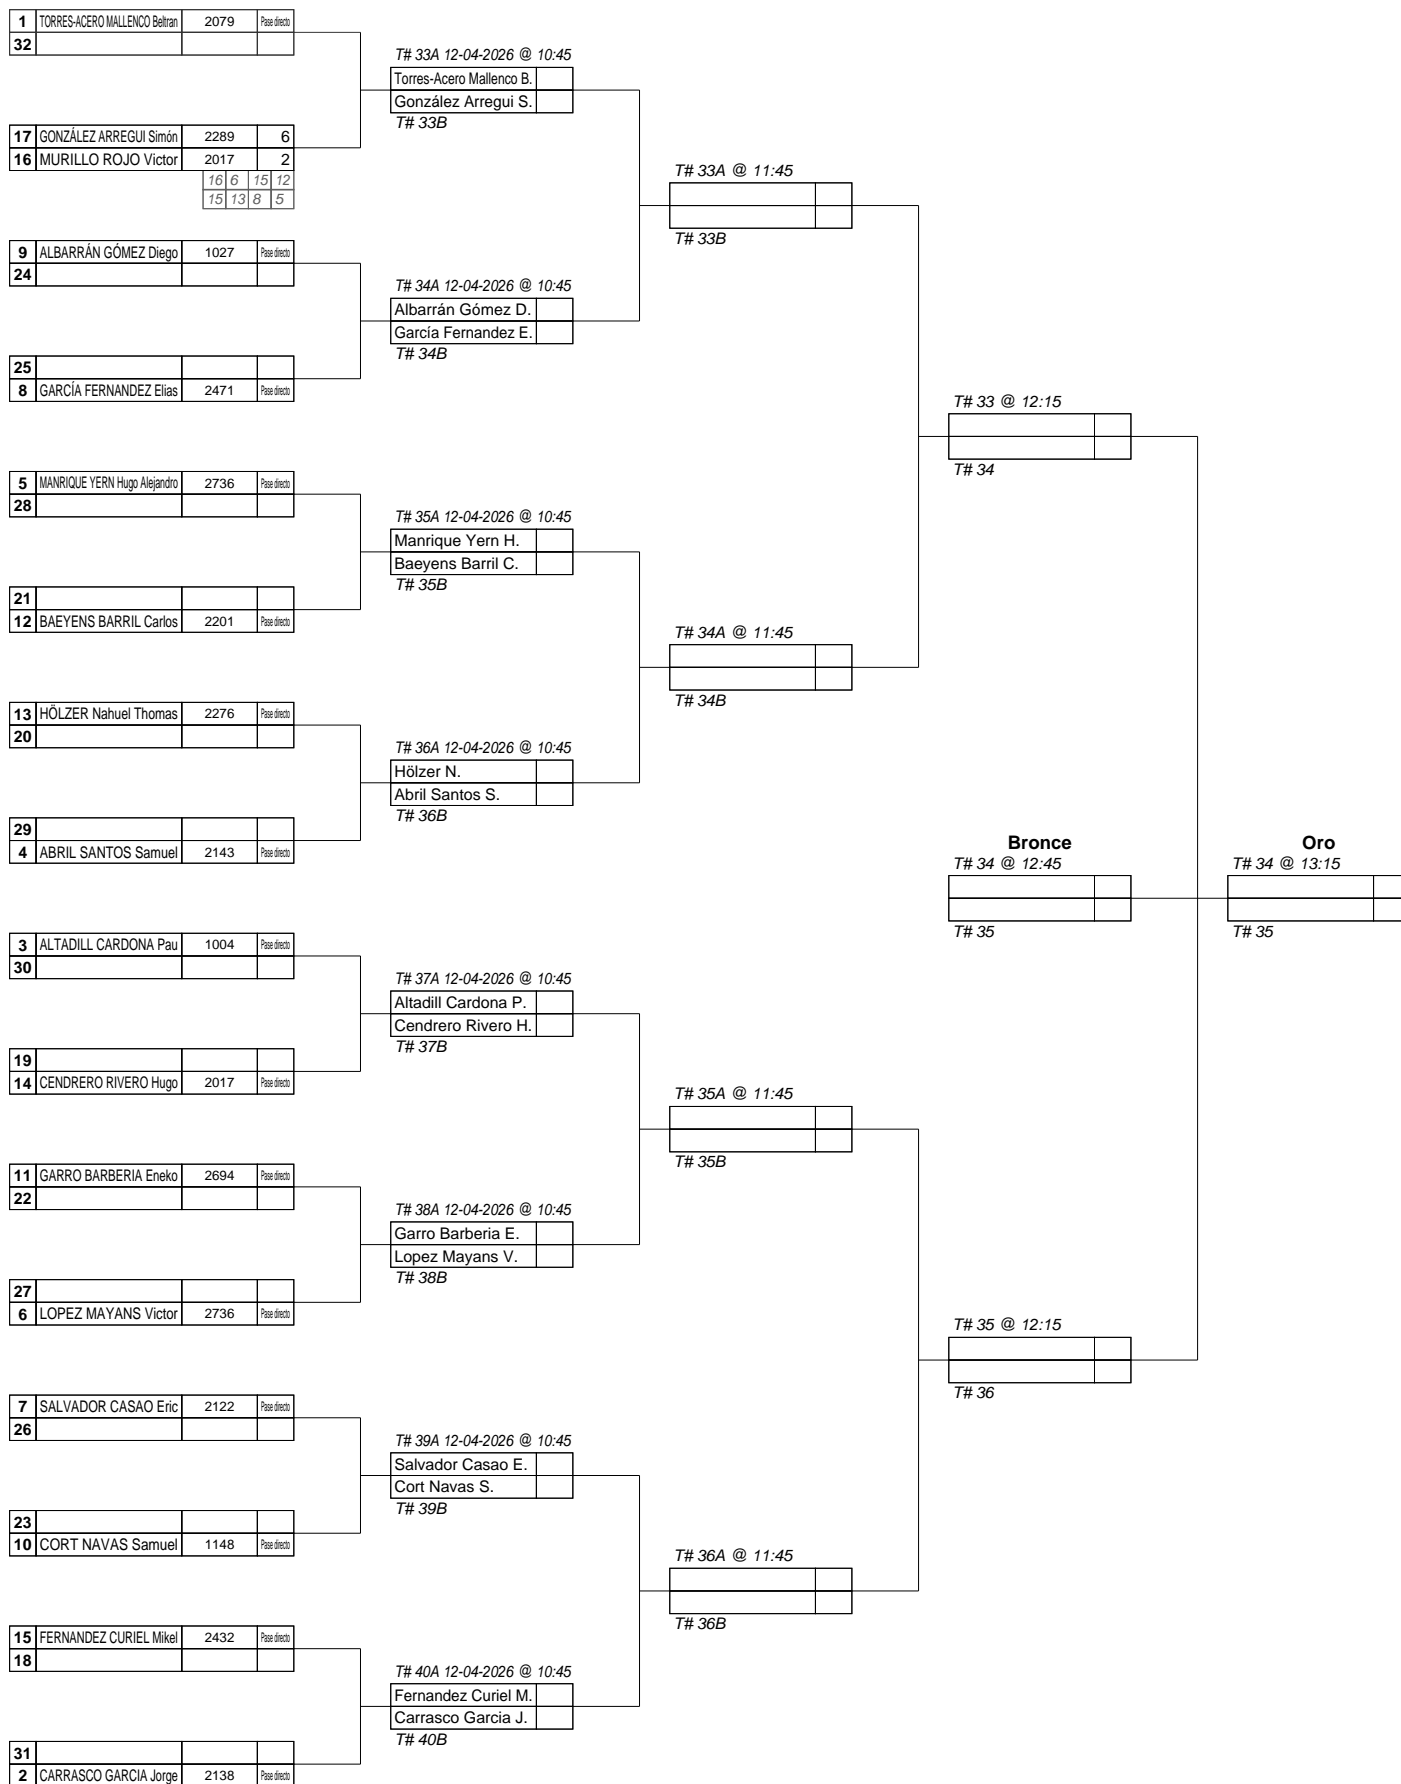 1 TORRES-ACERO MALLENCO Beltran 2079 Pase directo
32
T# 33A 12-04-2026 @ 10:45
Torres-Acero Mallenco B.
González Arregui S.
T# 33B
17 GONZÁLEZ ARREGUI Simón 2289 6
16 MURILLO ROJO Victor 2017 2
16 6 15 12
15 13 8 5
T# 33A @ 11:45
T# 33B
9 ALBARRÁN GÓMEZ Diego 1027 Pase directo
24
T# 34A 12-04-2026 @ 10:45
Albarrán Gómez D.
García Fernandez E.
T# 34B
25
8 GARCÍA FERNANDEZ Elias 2471 Pase directo
T# 33 @ 12:15
T# 34
5 MANRIQUE YERN Hugo Alejandro 2736 Pase directo
28
T# 35A 12-04-2026 @ 10:45
Manrique Yern H.
Baeyens Barril C.
T# 35B
21
12 BAEYENS BARRIL Carlos 2201 Pase directo
T# 34A @ 11:45
T# 34B
13 HÖLZER Nahuel Thomas 2276 Pase directo
20
T# 36A 12-04-2026 @ 10:45
Hölzer N.
Abril Santos S.
T# 36B
29
4 ABRIL SANTOS Samuel 2143 Pase directo
Bronce
T# 34 @ 12:45
T# 35
Oro
T# 34 @ 13:15
T# 35
3 ALTADILL CARDONA Pau 1004 Pase directo
30
T# 37A 12-04-2026 @ 10:45
Altadill Cardona P.
Cendrero Rivero H.
T# 37B
19
14 CENDRERO RIVERO Hugo 2017 Pase directo
T# 35A @ 11:45
T# 35B
11 GARRO BARBERIA Eneko 2694 Pase directo
22
T# 38A 12-04-2026 @ 10:45
Garro Barberia E.
Lopez Mayans V.
T# 38B
27
6 LOPEZ MAYANS Victor 2736 Pase directo
T# 35 @ 12:15
T# 36
7 SALVADOR CASAO Eric 2122 Pase directo
26
T# 39A 12-04-2026 @ 10:45
Salvador Casao E.
Cort Navas S.
T# 39B
23
10 CORT NAVAS Samuel 1148 Pase directo
T# 36A @ 11:45
T# 36B
15 FERNANDEZ CURIEL Mikel 2432 Pase directo
18
T# 40A 12-04-2026 @ 10:45
Fernandez Curiel M.
Carrasco Garcia J.
T# 40B
31
2 CARRASCO GARCIA Jorge 2138 Pase directo